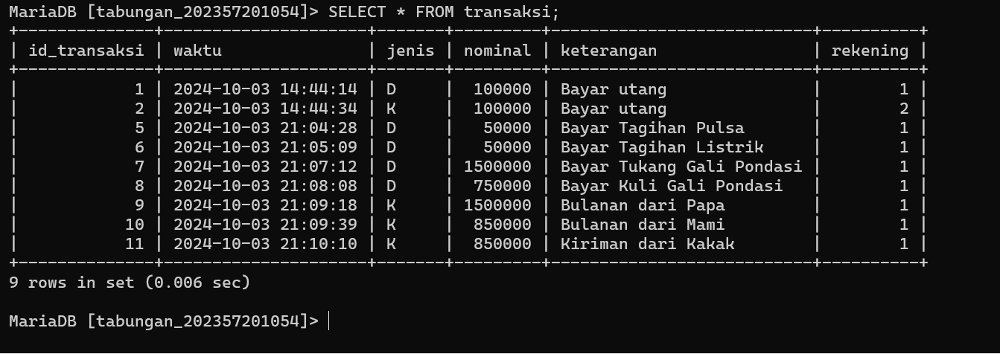 MariaDB [tabungan_202357201054]> SELECT * FROM transaksi;
+--------------+---------------------+-------+---------+---------------------------+----------+
| id_transaksi | waktu               | jenis | nominal | keterangan                | rekening |
+--------------+---------------------+-------+---------+---------------------------+----------+
|            1 | 2024-10-03 14:44:14 | D     |  100000 | Bayar utang               |        1 |
|            2 | 2024-10-03 14:44:34 | K     |  100000 | Bayar utang               |        2 |
|            5 | 2024-10-03 21:04:28 | D     |   50000 | Bayar Tagihan Pulsa       |        1 |
|            6 | 2024-10-03 21:05:09 | D     |   50000 | Bayar Tagihan Listrik     |        1 |
|            7 | 2024-10-03 21:07:12 | D     | 1500000 | Bayar Tukang Gali Pondasi |        1 |
|            8 | 2024-10-03 21:08:08 | D     |  750000 | Bayar Kuli Gali Pondasi   |        1 |
|            9 | 2024-10-03 21:09:18 | K     | 1500000 | Bulanan dari Papa         |        1 |
|           10 | 2024-10-03 21:09:39 | K     |  850000 | Bulanan dari Mami         |        1 |
|           11 | 2024-10-03 21:10:10 | K     |  850000 | Kiriman dari Kakak        |        1 |
+--------------+---------------------+-------+---------+---------------------------+----------+
9 rows in set (0.006 sec)
MariaDB [tabungan_202357201054]>